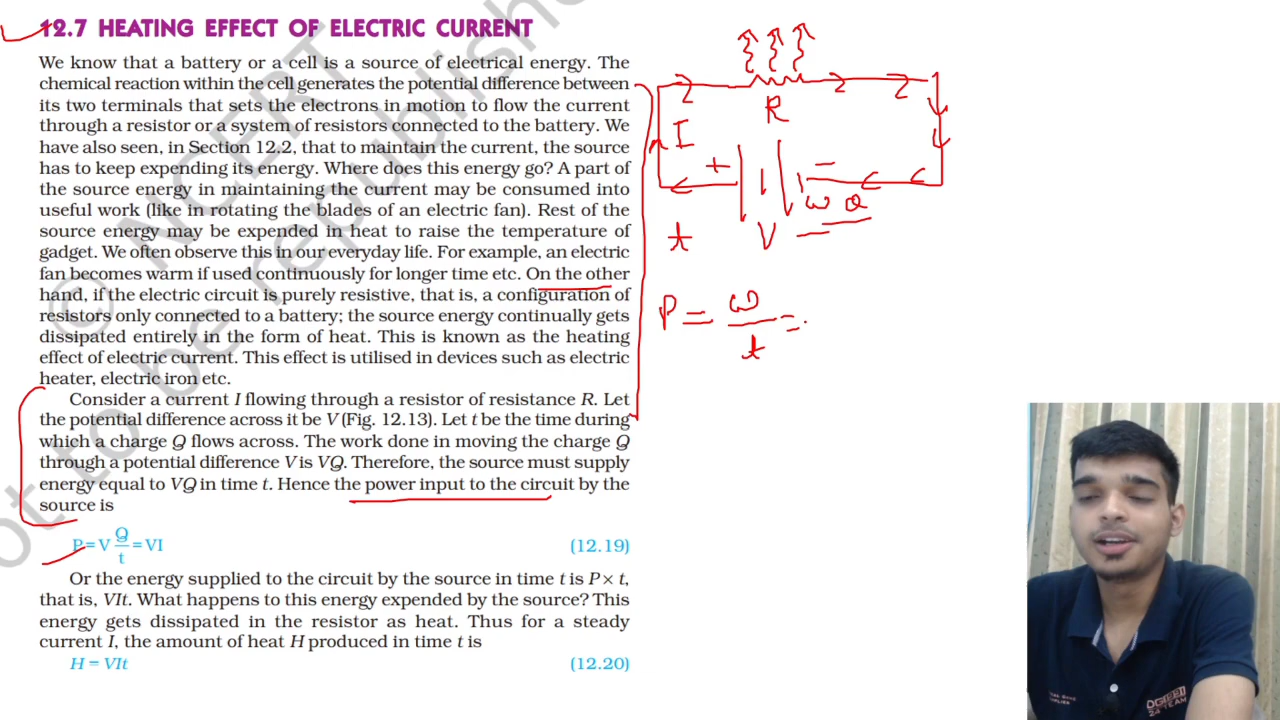 12.7 HEATING EFFECT OF ELECTRIC CURRENT
We know that a battery or a cell is a source of electrical energy. The
chemical reaction within the cell generates the potential difference between
its two terminals that sets the electrons in motion to flow the current
through a resistor or a system of resistors connected to the battery. We
have also seen, in Section 12.2, that to maintain the current, the source
has to keep expending its energy. Where does this energy go? A part of
the source energy in maintaining the current may be consumed into
useful work (like in rotating the blades of an electric fan). Rest of the
source energy may be expended in heat to raise the temperature of
gadget. We often observe this in our everyday life. For example, an electric
fan becomes warm if used continuously for longer time etc. On the other
hand, if the electric circuit is purely resistive, that is, a configuration of
resistors only connected to a battery; the source energy continually gets
dissipated entirely in the form of heat. This is known as the heating
effect of electric current. This effect is utilised in devices such as electric
heater, electric iron etc.
Consider a current I flowing through a resistor of resistance R. Let
the potential difference across it be V (Fig. 12.13). Let t be the time during
which a charge Q flows across. The work done in moving the charge Q
through a potential difference V is VQ. Therefore, the source must supply
energy equal to VQ in time t. Hence the power input to the circuit by the
source is
P = V Q/t = VI (12.19)
Or the energy supplied to the circuit by the source in time t is P × t,
that is, VIt. What happens to this energy expended by the source? This
energy gets dissipated in the resistor as heat. Thus for a steady
current I, the amount of heat H produced in time t is
H = VIt (12.20)
© NCERT
not to be republished
R
I
+ –
ω Q
t V
P = ω/t =